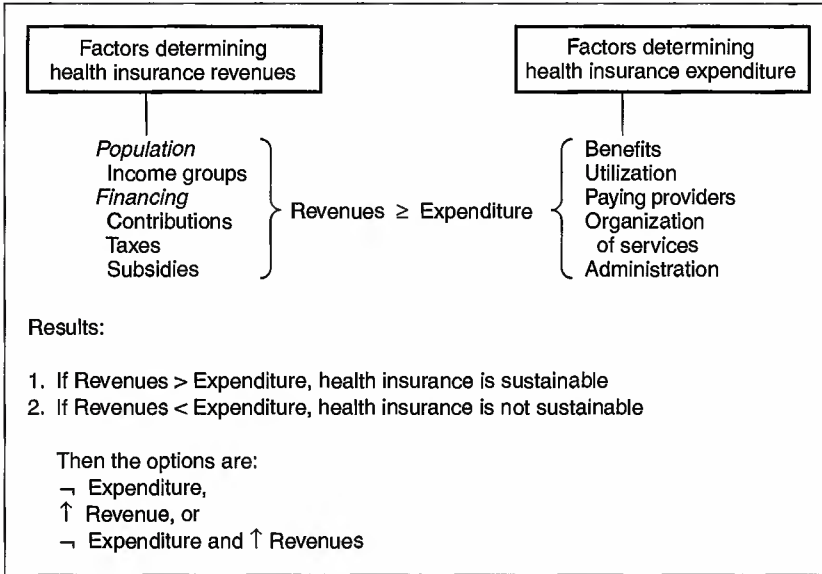 Factors determining
health insurance revenues
Factors determining
health insurance expenditure
Population
Income groups
Financing
Contributions
Taxes
Subsidies
Revenues ≥ Expenditure
Benefits
Utilization
Paying providers
Organization
of services
Administration
Results:
1. If Revenues > Expenditure, health insurance is sustainable
2. If Revenues < Expenditure, health insurance is not sustainable
Then the options are:
¬ Expenditure,
↑ Revenue, or
¬ Expenditure and ↑ Revenues